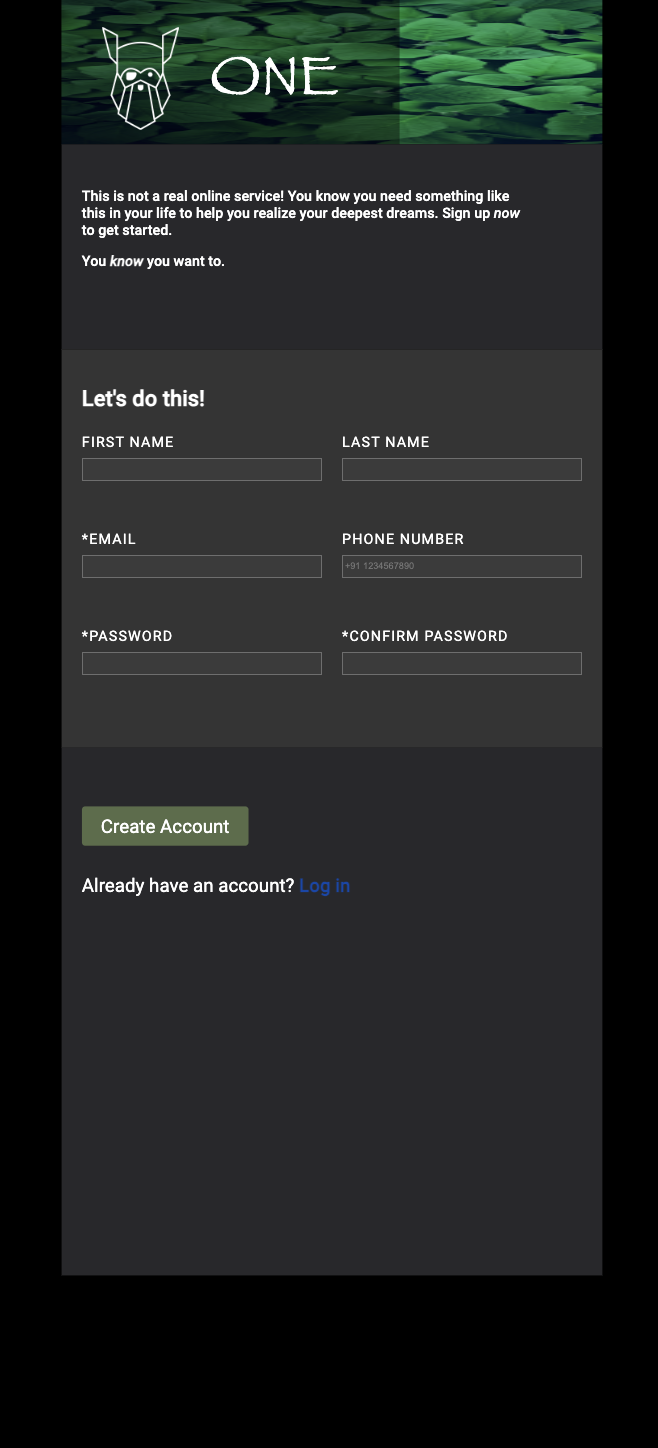 ONE
This is not a real online service! You know you need something like
this in your life to help you realize your deepest dreams. Sign up now
to get started.
You know you want to.
Let's do this!
FIRST NAME
LAST NAME
*EMAIL
PHONE NUMBER
+91 1234567890
*PASSWORD
*CONFIRM PASSWORD
Create Account
Already have an account? Log in